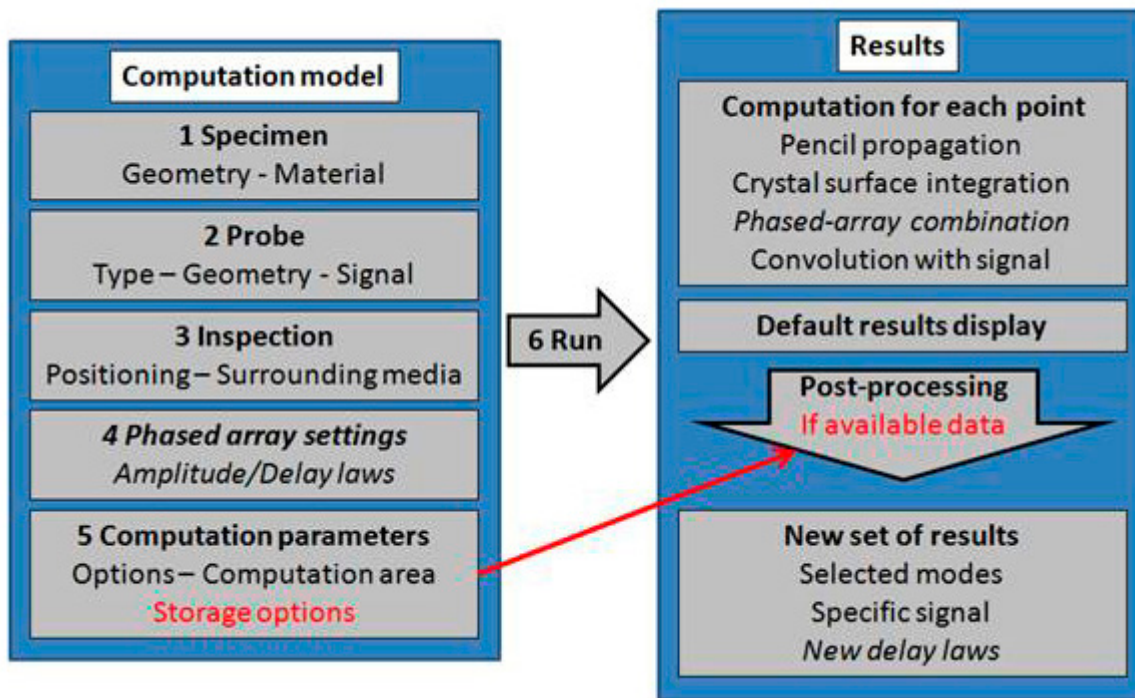 Computation model
1 Specimen
Geometry - Material
2 Probe
Type – Geometry - Signal
3 Inspection
Positioning – Surrounding media
4 Phased array settings
Amplitude/Delay laws
5 Computation parameters
Options – Computation area
Storage options
6 Run
Results
Computation for each point
Pencil propagation
Crystal surface integration
Phased-array combination
Convolution with signal
Default results display
Post-processing
If available data
New set of results
Selected modes
Specific signal
New delay laws